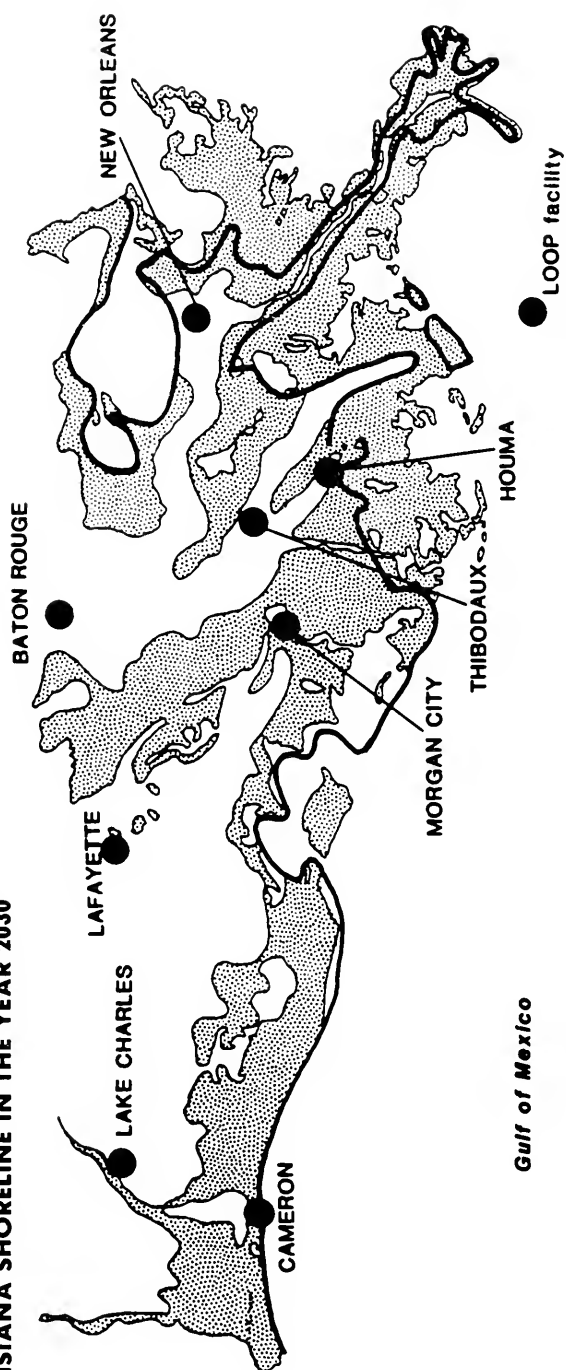 SIANA SHORELINE IN THE YEAR 2030
BATON ROUGE
NEW ORLEANS
LAFAYETTE
LAKE CHARLES
CAMERON
MORGAN CITY
THIBODAUX
HOUMA
LOOP facility
Gulf of Mexico